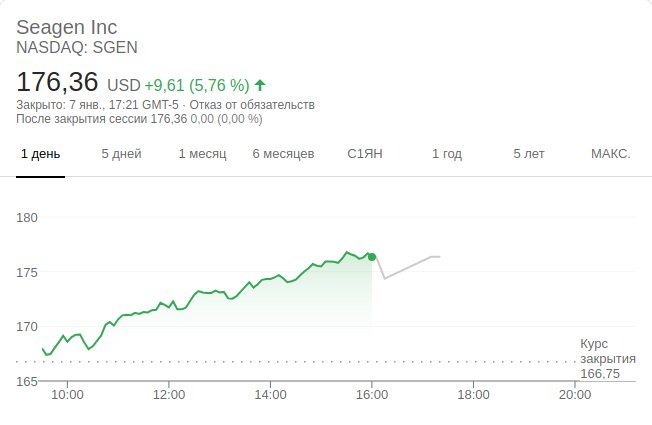 Seagen Inc
NASDAQ: SGEN
176,36 USD +9,61 (5,76 %)
Закрыто: 7 янв., 17:21 GMT-5 · Отказ от обязательств
После закрытия сессии 176,36 0,00 (0,00 %)
1 день 5 дней 1 месяц 6 месяцев С1ЯН 1 год 5 лет МАКС.
180
175
170
Курс
закрытия
166,75
165
10:00 12:00 14:00 16:00 18:00 20:00